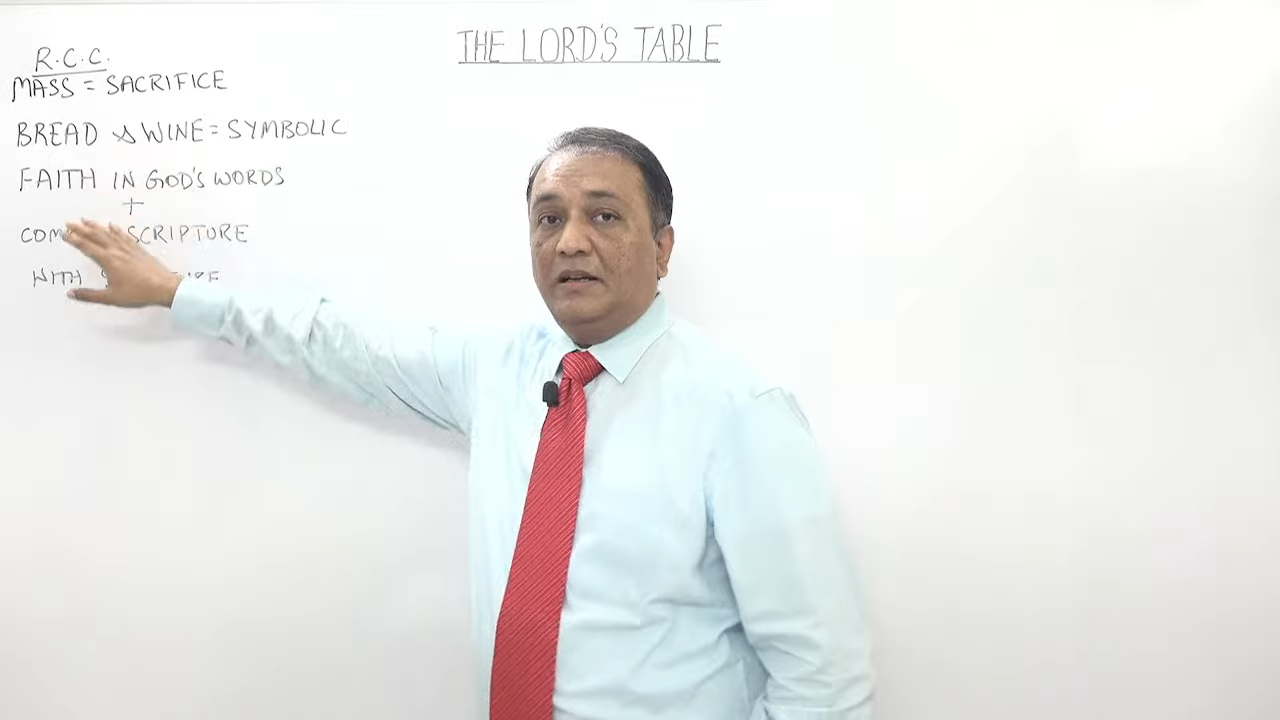 THE LORD'S TABLE
R.C.C.
MASS = SACRIFICE
BREAD & WINE = SYMBOLIC
FAITH IN GOD'S WORDS
+
SCRIPTURE
WITH